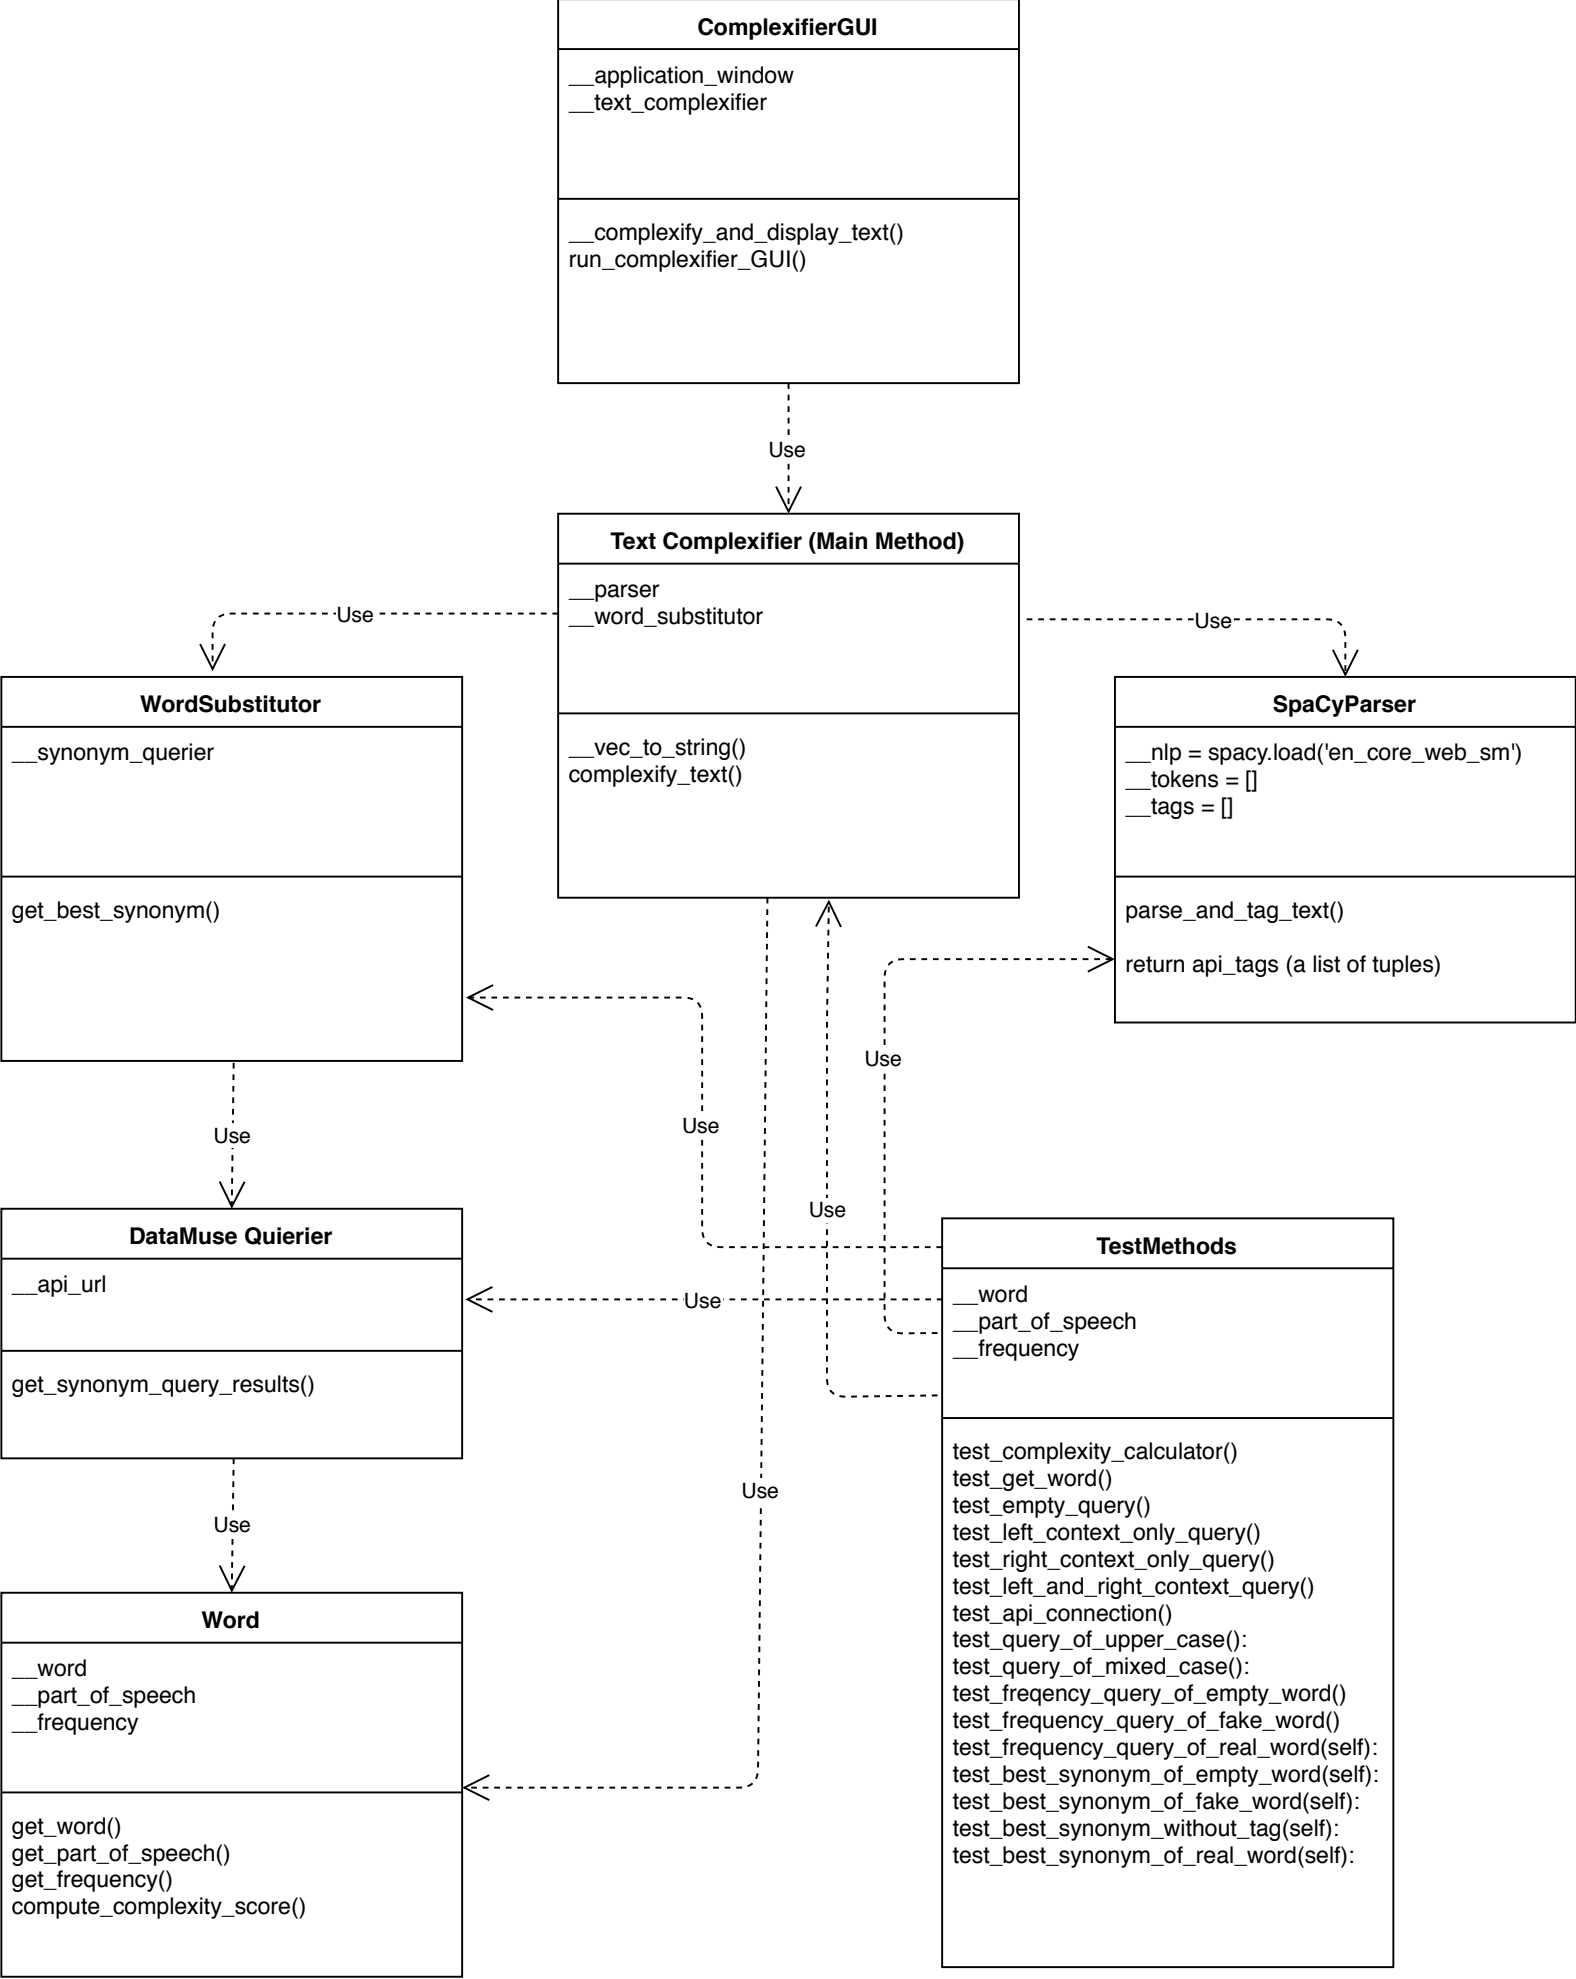 ComplexifierGUI
__application_window
__text_complexifier
__complexify_and_display_text()
run_complexifier_GUI()
Use
Text Complexifier (Main Method)
__parser
__word_substitutor
__vec_to_string()
complexify_text()
Use
Use
WordSubstitutor
__synonym_querier
get_best_synonym()
SpaCyParser
__nlp = spacy.load('en_core_web_sm')
__tokens = []
__tags = []
parse_and_tag_text()
return api_tags (a list of tuples)
Use
Use
Use
Use
DataMuse Quierier
__api_url
get_synonym_query_results()
Use
Use
Use
Word
__word
__part_of_speech
__frequency
get_word()
get_part_of_speech()
get_frequency()
compute_complexity_score()
TestMethods
__word
__part_of_speech
__frequency
test_complexity_calculator()
test_get_word()
test_empty_query()
test_left_context_only_query()
test_right_context_only_query()
test_left_and_right_context_query()
test_api_connection()
test_query_of_upper_case():
test_query_of_mixed_case():
test_freqency_query_of_empty_word()
test_frequency_query_of_fake_word()
test_frequency_query_of_real_word(self):
test_best_synonym_of_empty_word(self):
test_best_synonym_of_fake_word(self):
test_best_synonym_without_tag(self):
test_best_synonym_of_real_word(self):